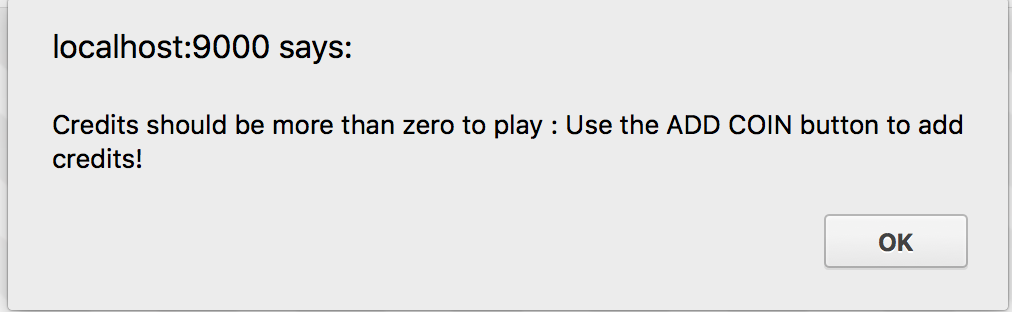 localhost:9000 says:
Credits should be more than zero to play : Use the ADD COIN button to add
credits!
OK